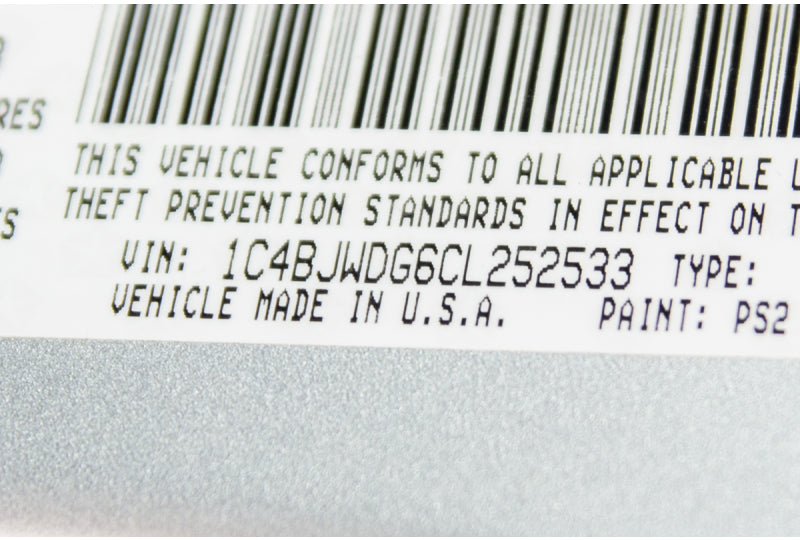 RES
THIS VEHICLE CONFORMS TO ALL APPLICABLE U
THEFT PREVENTION STANDARDS IN EFFECT ON T
VIN: 1C4BJWDG6CL252533 TYPE:
VEHICLE MADE IN U.S.A. PAINT: PS2